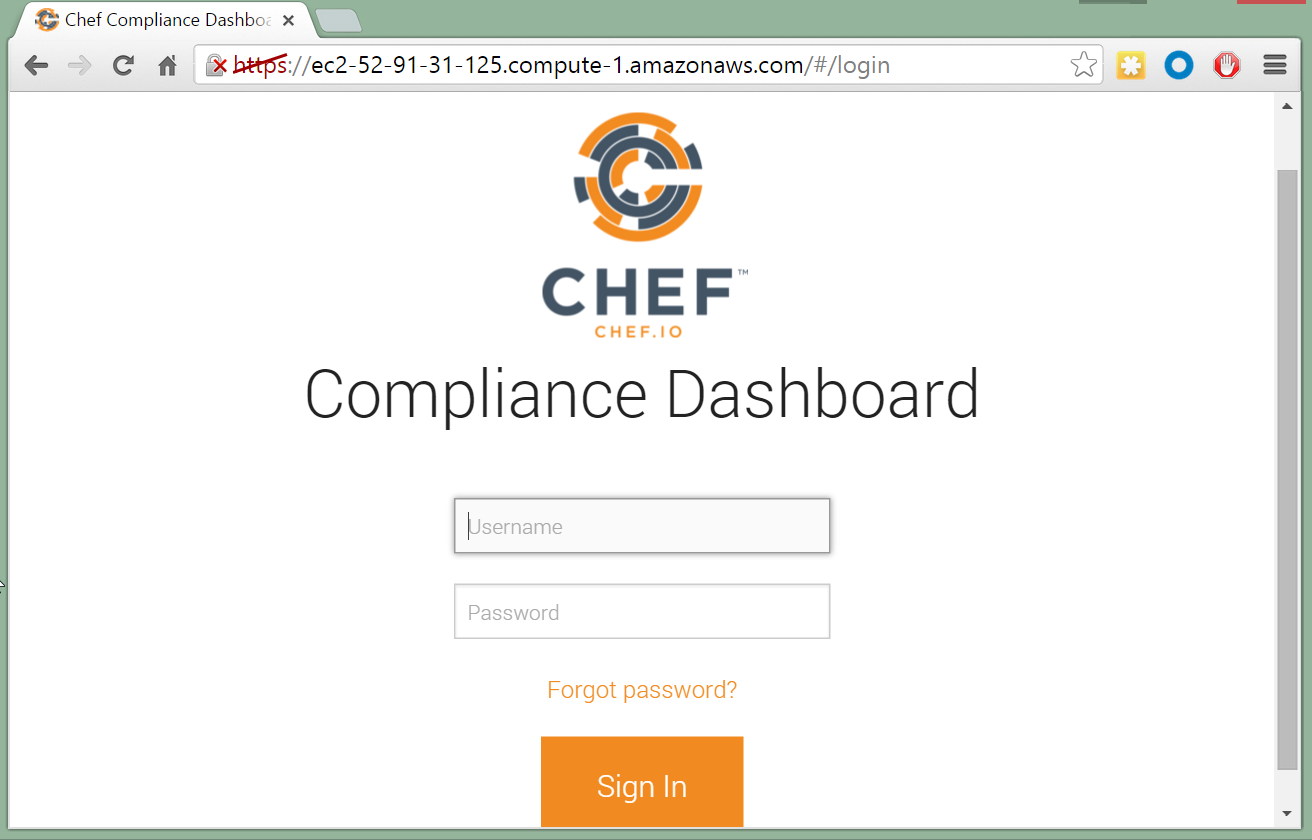 Chef Compliance Dashboa
https://ec2-52-91-31-125.compute-1.amazonaws.com/#/login
CHEF™
CHEF.IO
Compliance Dashboard
Username
Password
Forgot password?
Sign In